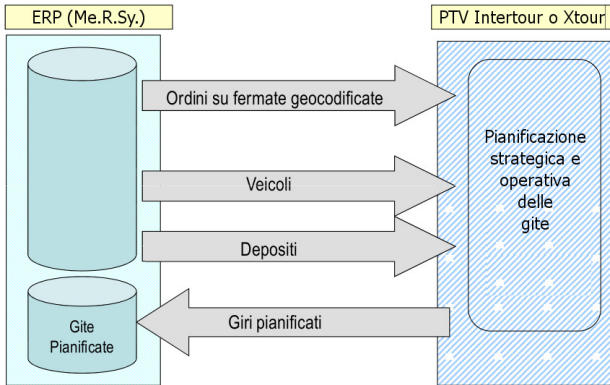 ERP (Me.R.Sy.)
PTV Intertour o Xtour
Ordini su fermate geocodificate
Veicoli
Depositi
Giri pianificati
Gite
Pianificate
Pianificazione
strategica e
operativa
delle
gite